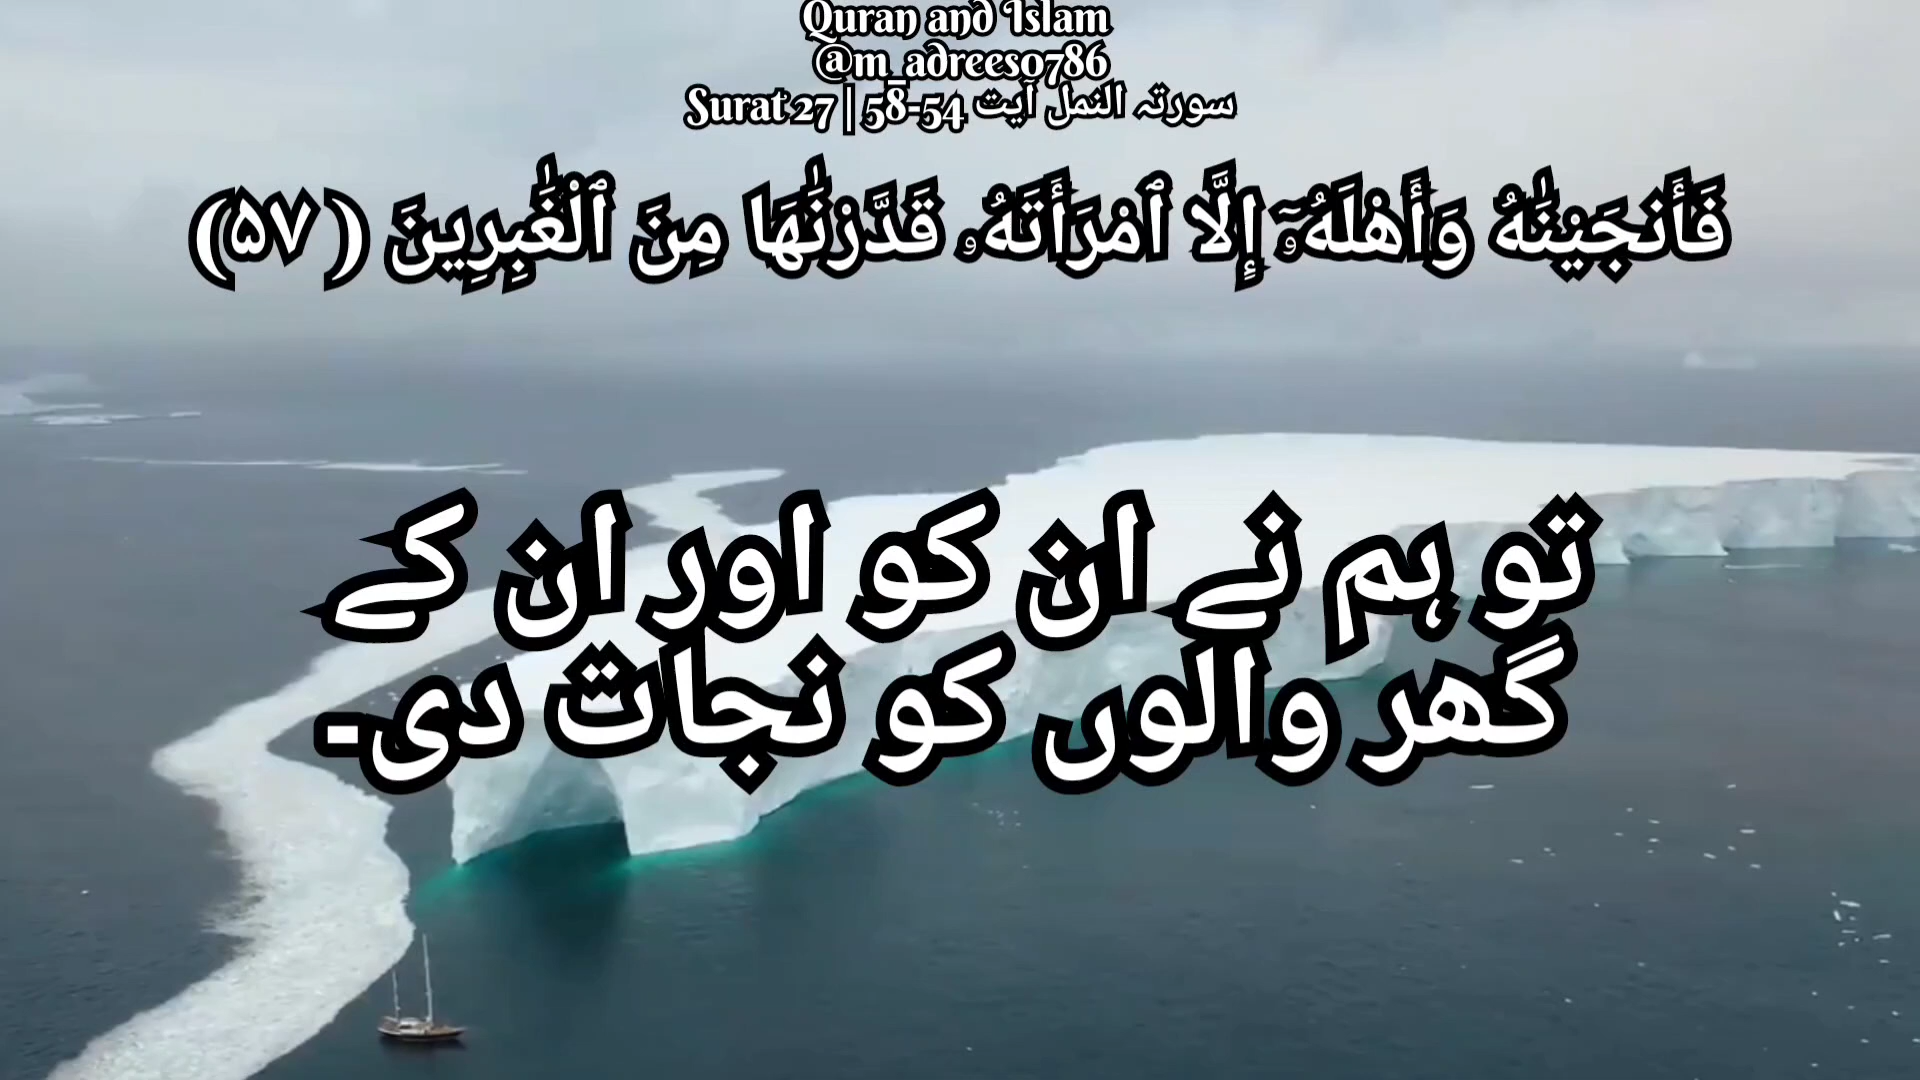 Quran and Islam
@m_adrees0786
Surat 27 | 58-54 سورتہ النمل آیت
فَأَنجَيْنَٰهُ وَأَهْلَهُۥٓ إِلَّا ٱمْرَأَتَهُۥ قَدَّرْنَٰهَا مِنَ ٱلْغَٰبِرِينَ (۵۷)
تو ہم نے ان کو اور ان کے
گھر والوں کو نجات دی۔